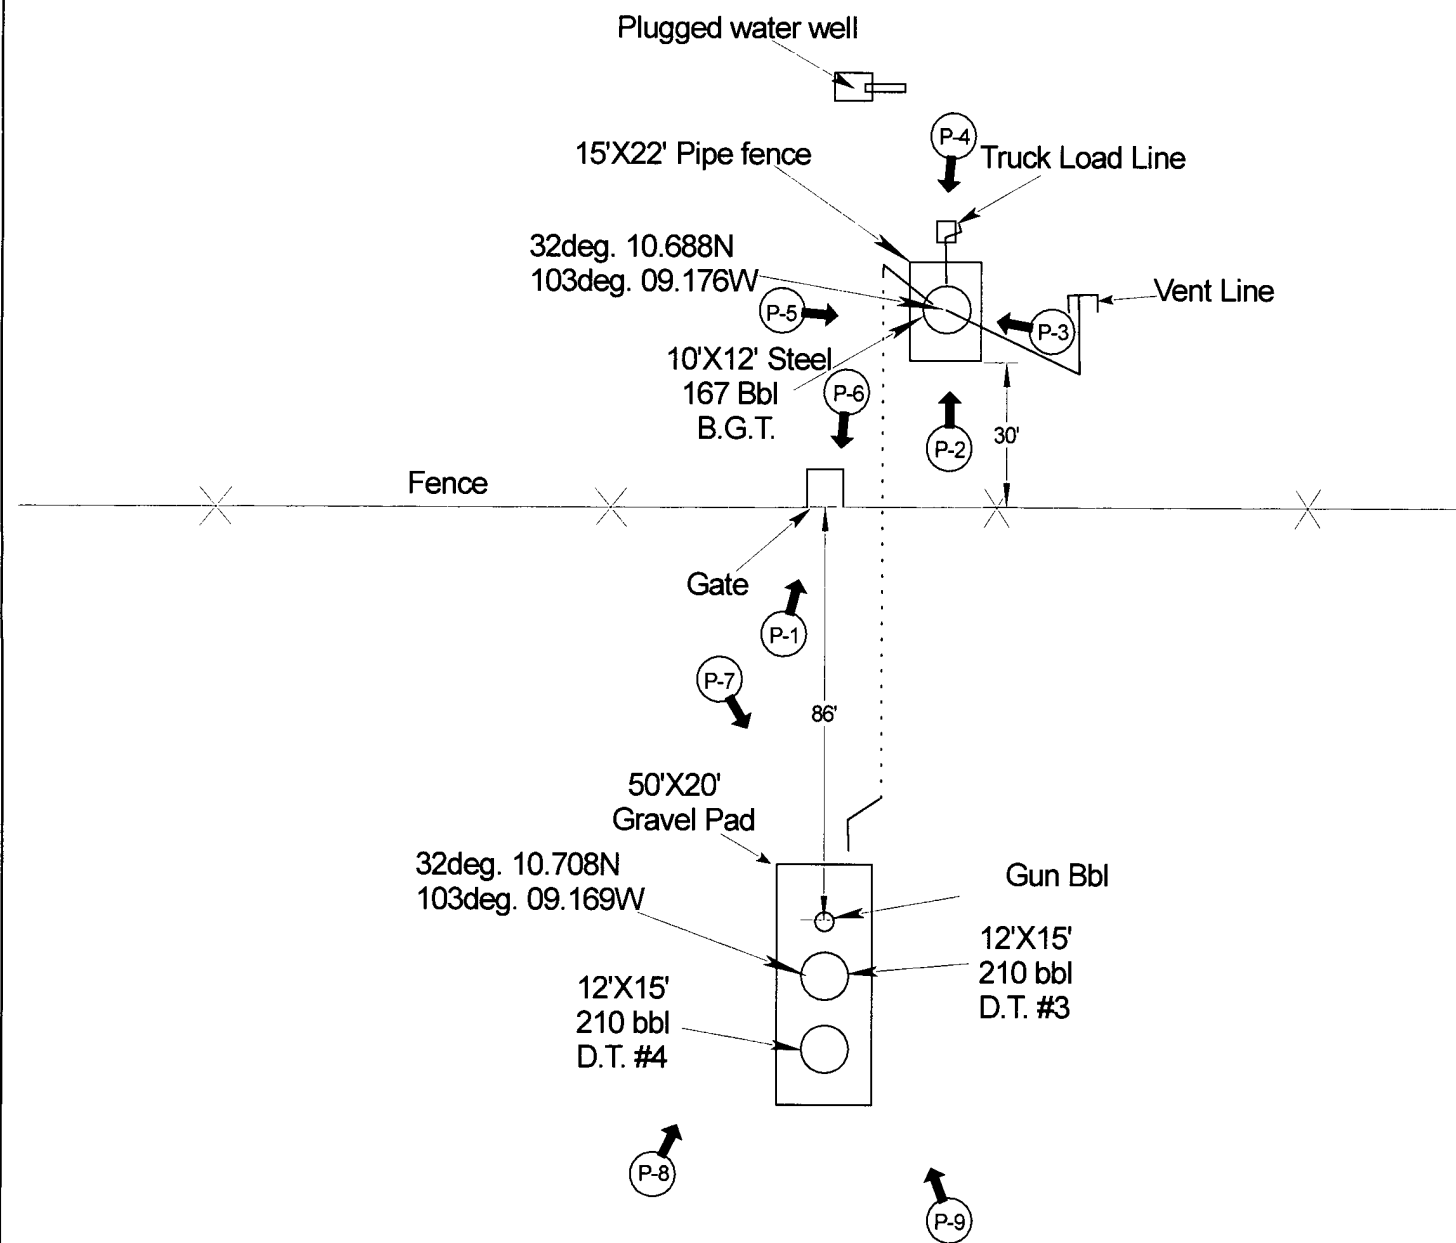 Plugged water well
P-4
15'X22' Pipe fence
Truck Load Line
32deg. 10.688N
103deg. 09.176W
Vent Line
P-5
P-3
10'X12' Steel
167 Bbl
B.G.T.
P-6
P-2
30'
Fence
Gate
P-1
P-7
86'
50'X20'
Gravel Pad
32deg. 10.708N
103deg. 09.169W
Gun Bbl
12'X15'
210 bbl
D.T. #3
12'X15'
210 bbl
D.T. #4
P-8
P-9